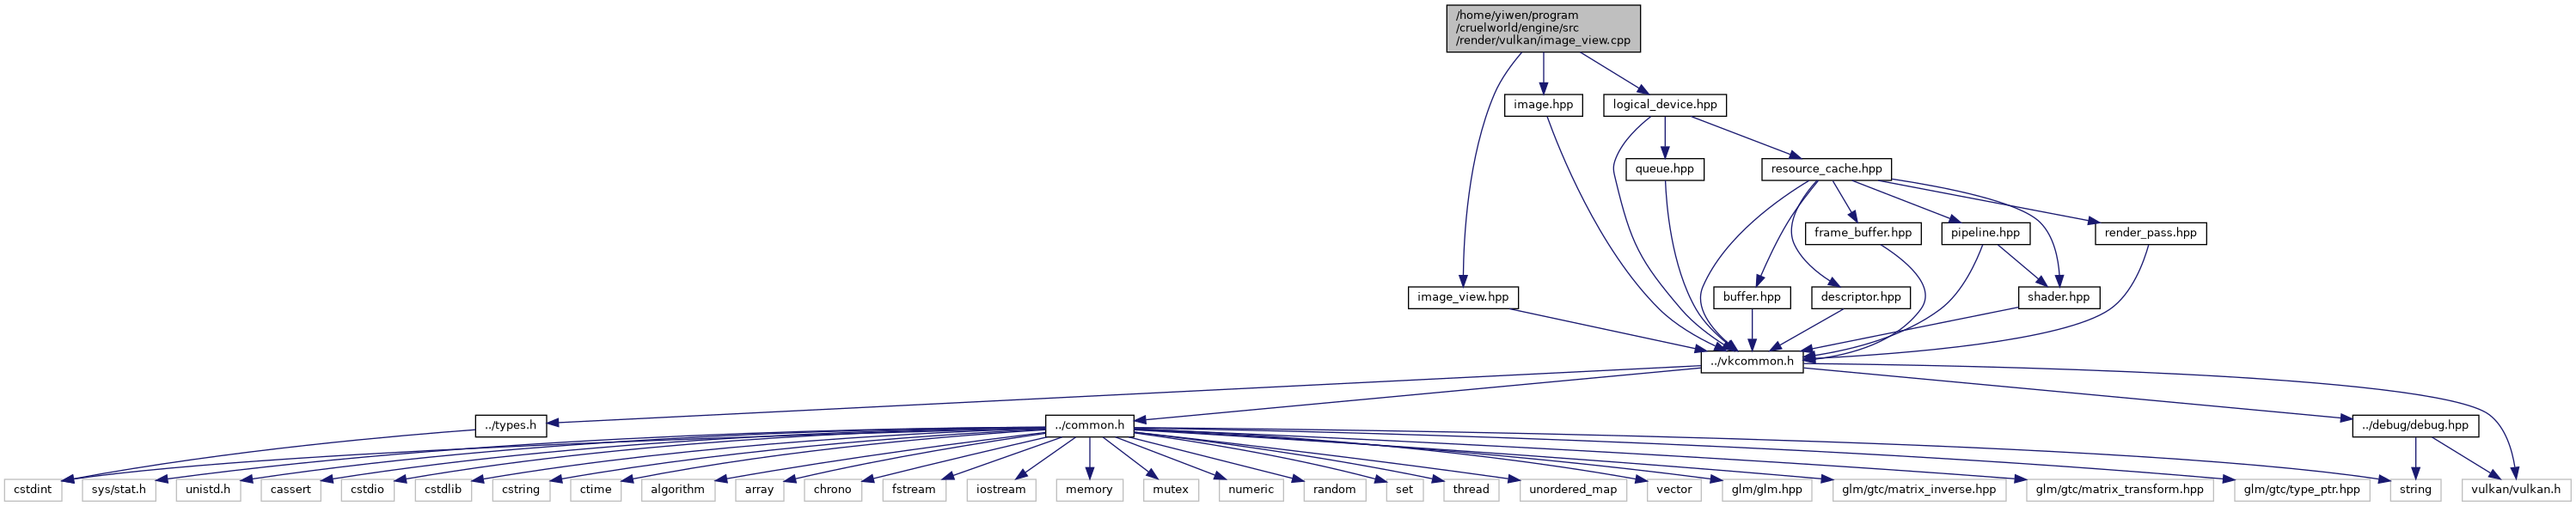 /home/yiwen/program
/cruelworld/engine/src
/render/vulkan/image_view.cpp
image.hpp
logical_device.hpp
queue.hpp
resource_cache.hpp
frame_buffer.hpp
pipeline.hpp
render_pass.hpp
image_view.hpp
buffer.hpp
descriptor.hpp
shader.hpp
../vkcommon.h
../types.h
../common.h
../debug/debug.hpp
cstdint
sys/stat.h
unistd.h
cassert
cstdio
cstdlib
cstring
ctime
algorithm
array
chrono
fstream
iostream
memory
mutex
numeric
random
set
thread
unordered_map
vector
glm/glm.hpp
glm/gtc/matrix_inverse.hpp
glm/gtc/matrix_transform.hpp
glm/gtc/type_ptr.hpp
string
vulkan/vulkan.h